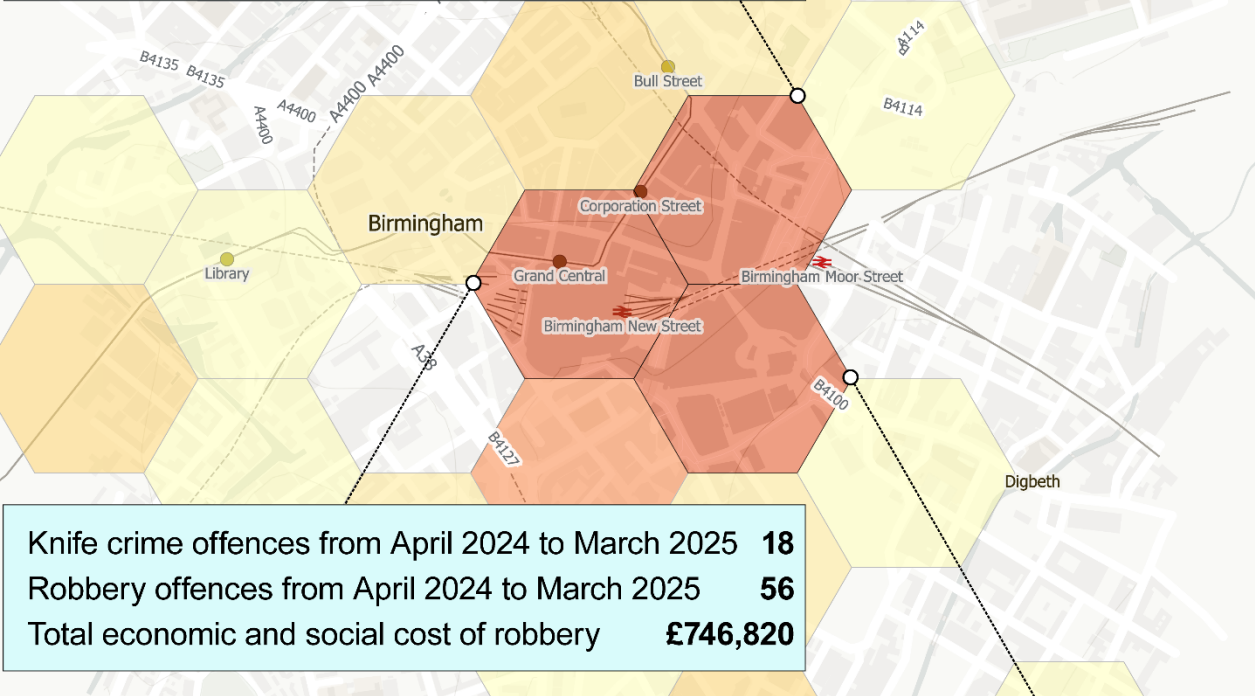 A114
B4135 B4135
A4400
A4400
A4400
A4400
A4400
Bull Street
B4114
Corporation Street
Birmingham
Library
Grand Central
Birmingham Moor Street
Birmingham New Street
A38
B4100
B4127
Digbeth
Knife crime offences from April 2024 to March 2025 18
Robbery offences from April 2024 to March 2025 56
Total economic and social cost of robbery £746,820